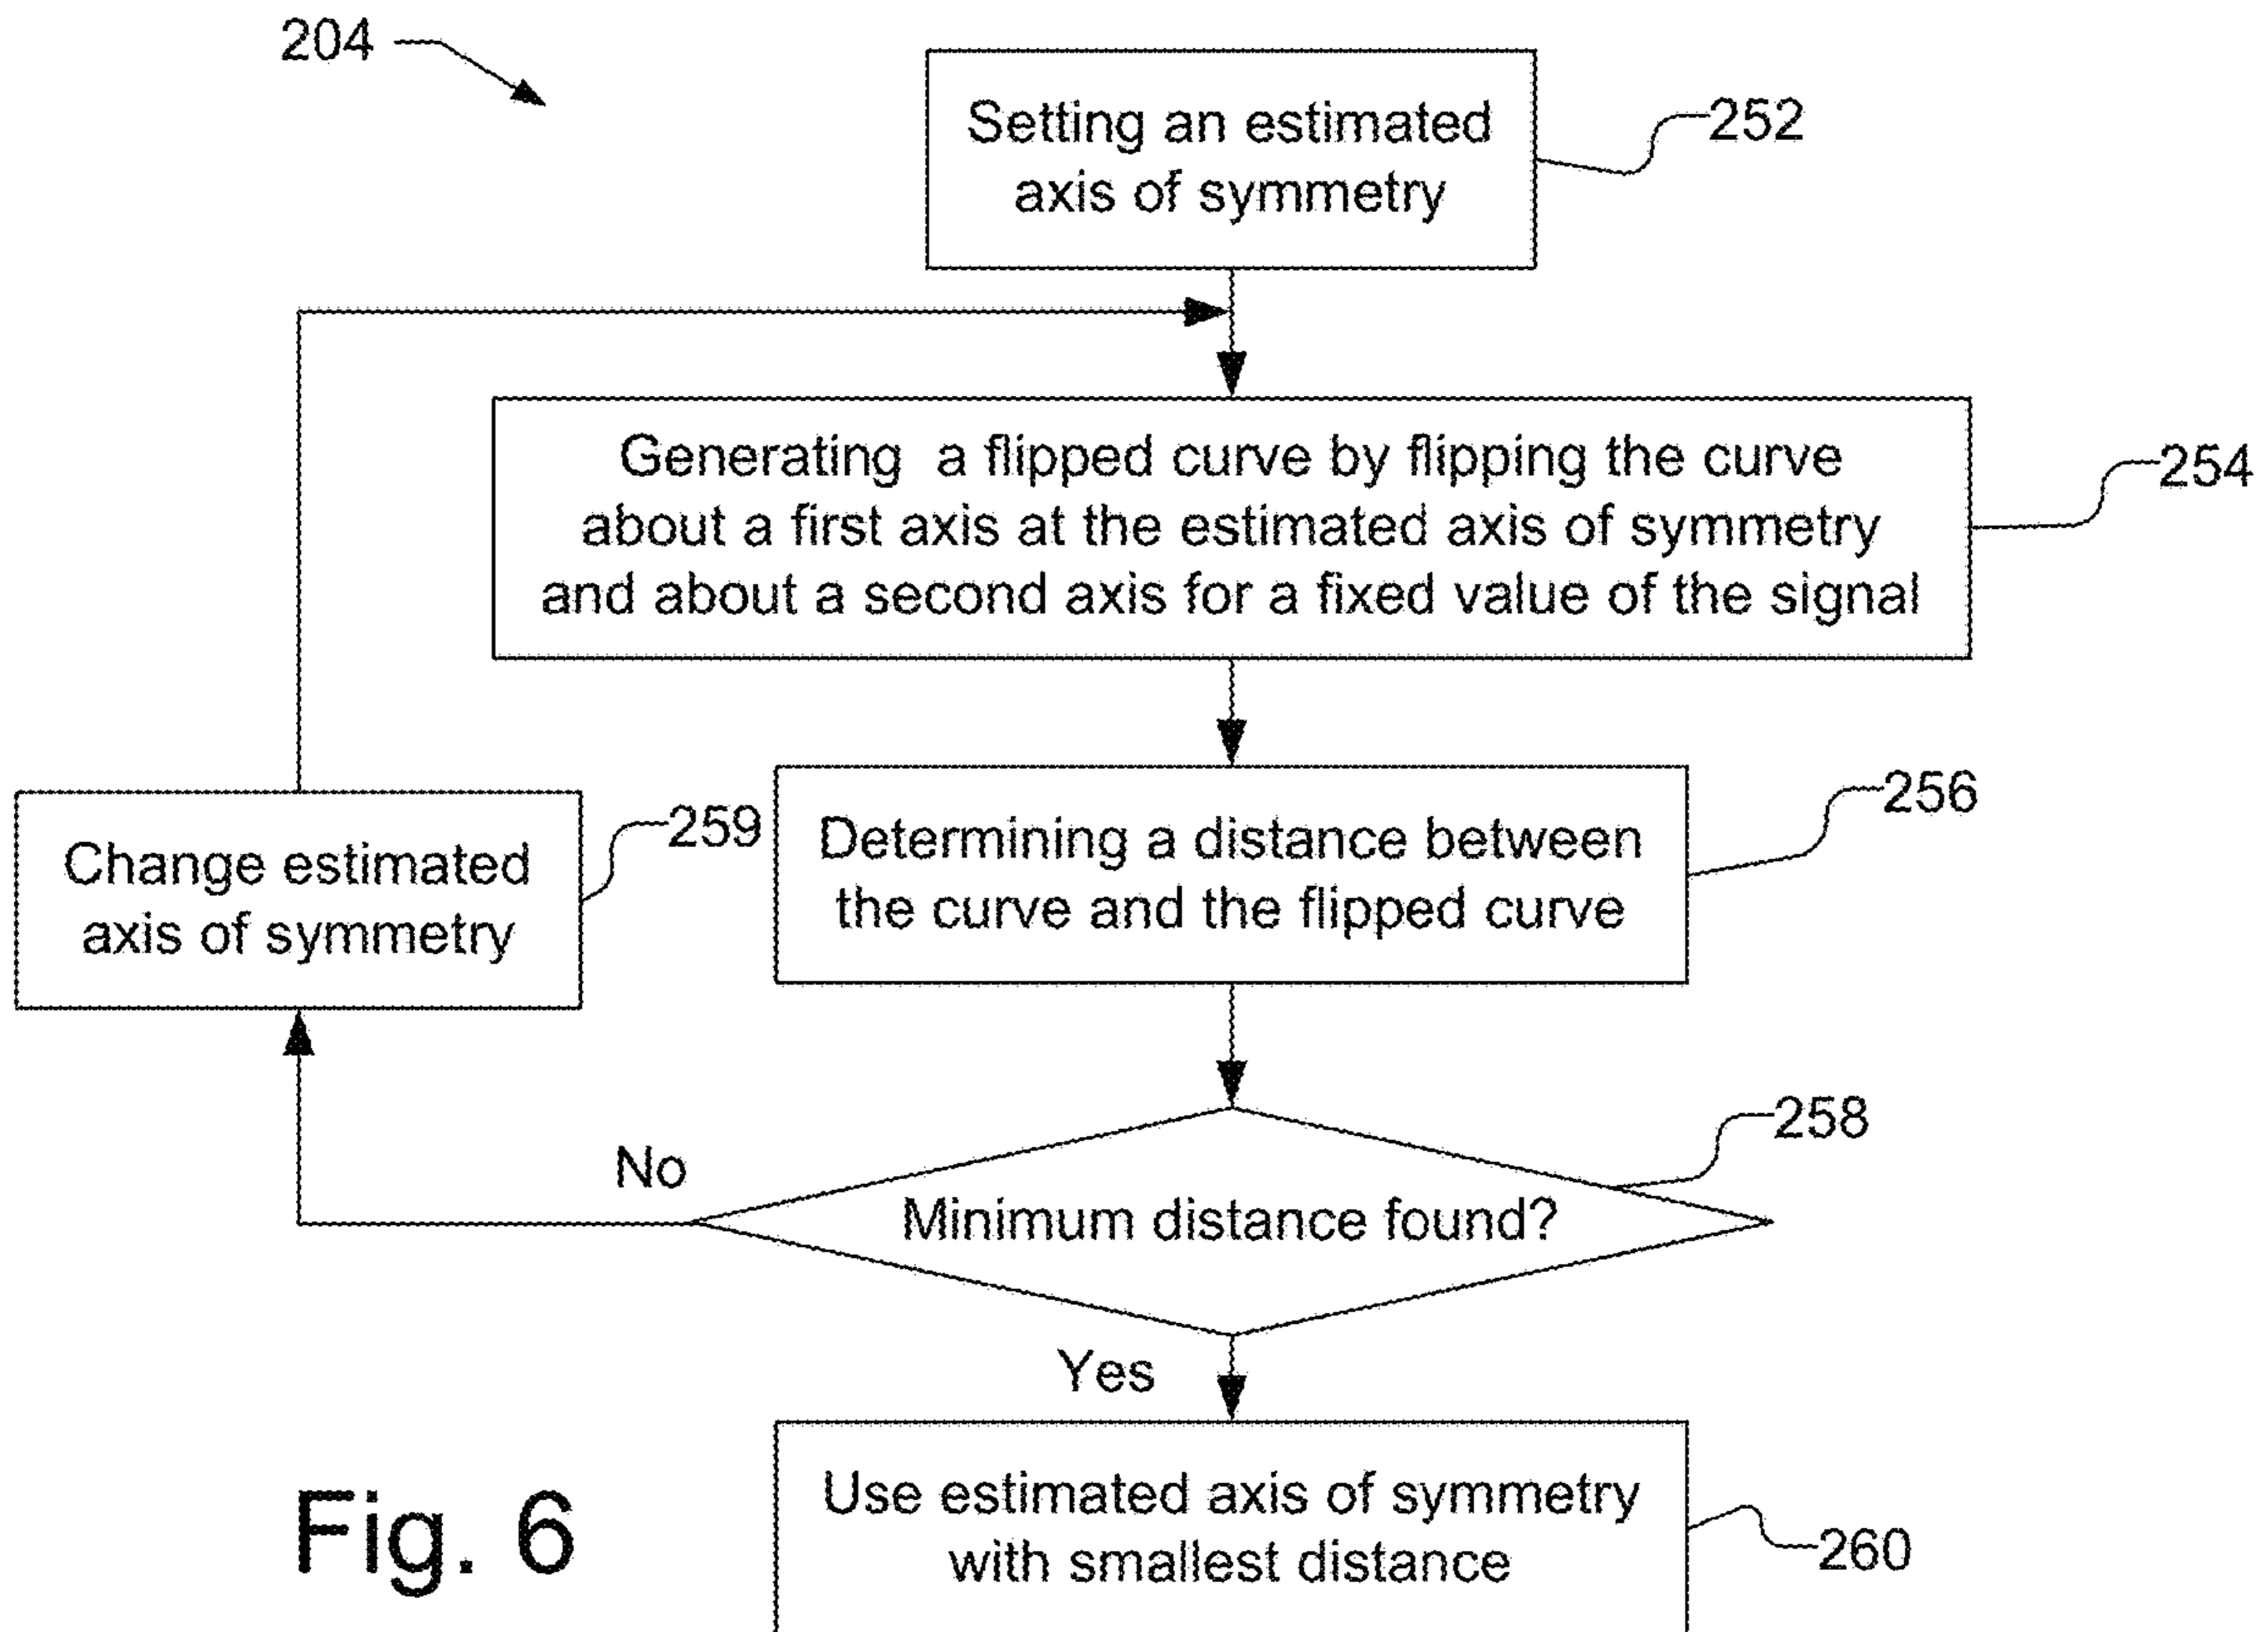 204
Setting an estimated
axis of symmetry
252
Generating a flipped curve by flipping the curve
about a first axis at the estimated axis of symmetry
and about a second axis for a fixed value of the signal
254
Change estimated
axis of symmetry
259
Determining a distance between
the curve and the flipped curve
256
No
Minimum distance found?
258
Yes
Use estimated axis of symmetry
with smallest distance
260
Fig. 6